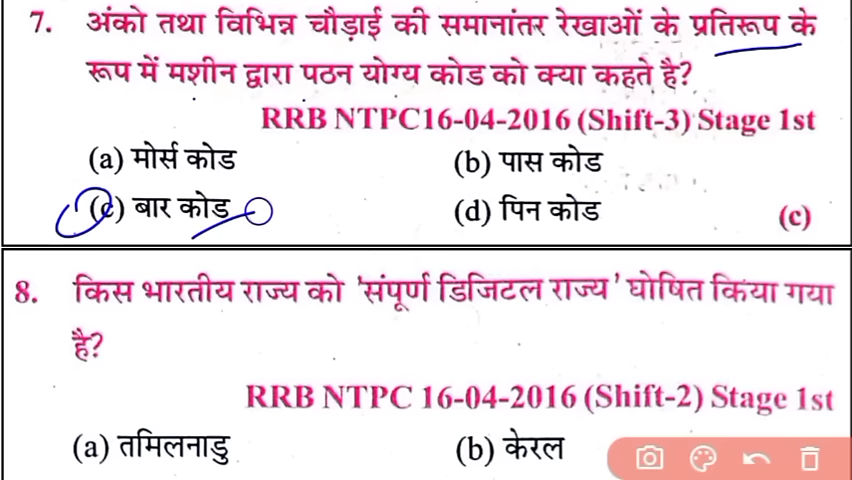 7. अंको तथा विभिन्न चौड़ाई की समानांतर रेखाओं के प्रतिरूप के
रूप में मशीन द्वारा पठन योग्य कोड को क्या कहते है?
RRB NTPC16-04-2016 (Shift-3) Stage 1st
(a) मोर्स कोड (b) पास कोड
(c) बार कोड (d) पिन कोड (c)
8. किस भारतीय राज्य को 'संपूर्ण डिजिटल राज्य' घोषित किया गया
है?
RRB NTPC 16-04-2016 (Shift-2) Stage 1st
(a) तमिलनाडु (b) केरल